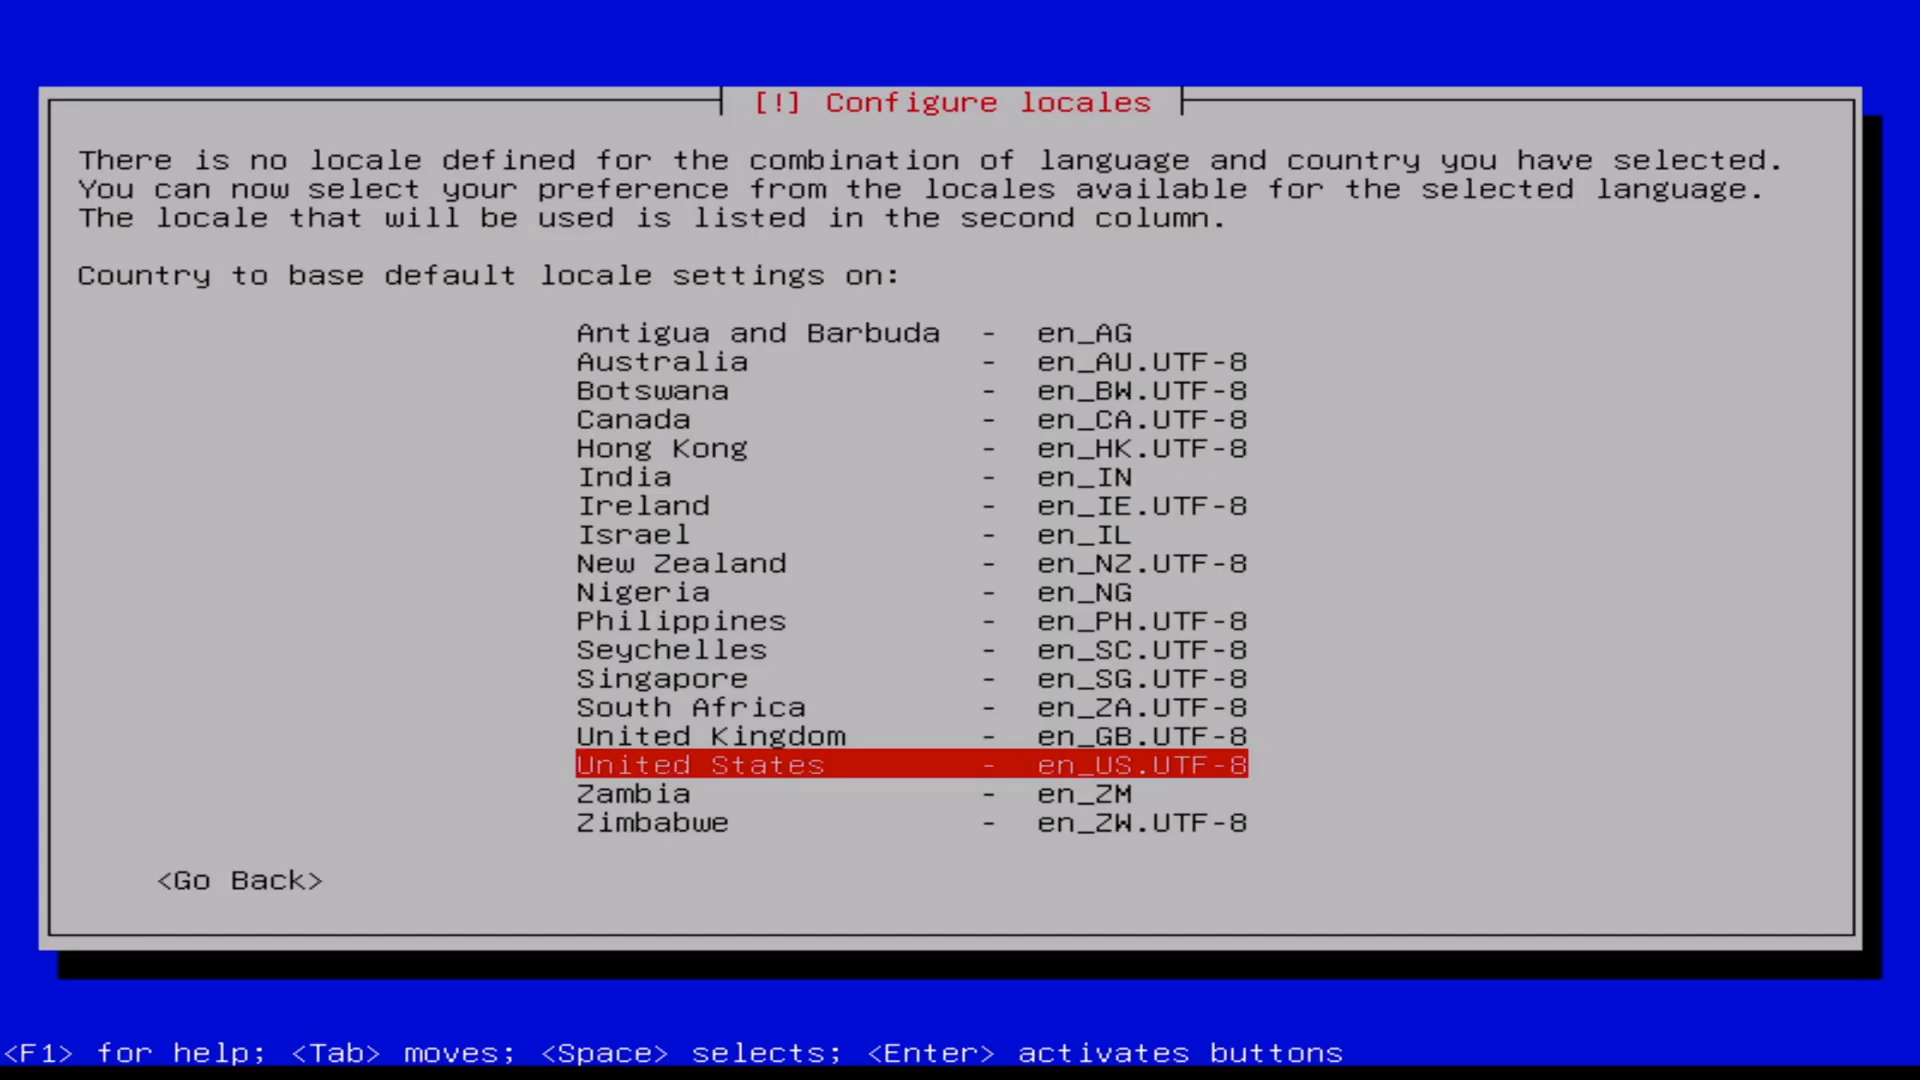 [!] Configure locales
There is no locale defined for the combination of language and country you have selected.
You can now select your preference from the locales available for the selected language.
The locale that will be used is listed in the second column.
Country to base default locale settings on:
Antigua and Barbuda - en_AG
Australia - en_AU.UTF-8
Botswana - en_BW.UTF-8
Canada - en_CA.UTF-8
Hong Kong - en_HK.UTF-8
India - en_IN
Ireland - en_IE.UTF-8
Israel - en_IL
New Zealand - en_NZ.UTF-8
Nigeria - en_NG
Philippines - en_PH.UTF-8
Seychelles - en_SC.UTF-8
Singapore - en_SG.UTF-8
South Africa - en_ZA.UTF-8
United Kingdom - en_GB.UTF-8
United States - en_US.UTF-8
Zambia - en_ZM
Zimbabwe - en_ZW.UTF-8
<Go Back>
<F1> for help; <Tab> moves; <Space> selects; <Enter> activates buttons